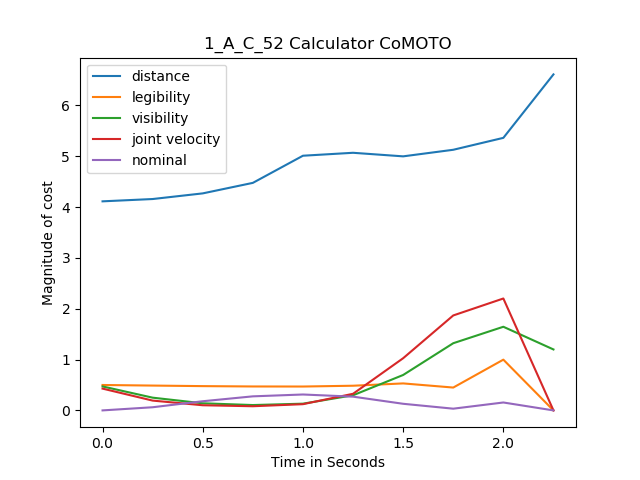 1_A_C_52 Calculator CoMOTO
distance
legibility
visibility
joint velocity
nominal
6
5
4
3
2
1
0
Magnitude of cost
0.0 0.5 1.0 1.5 2.0
Time in Seconds